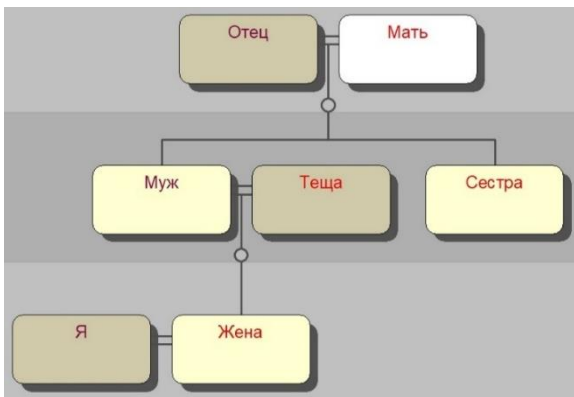 Отец
Мать
Муж
Теща
Сестра
Я
Жена